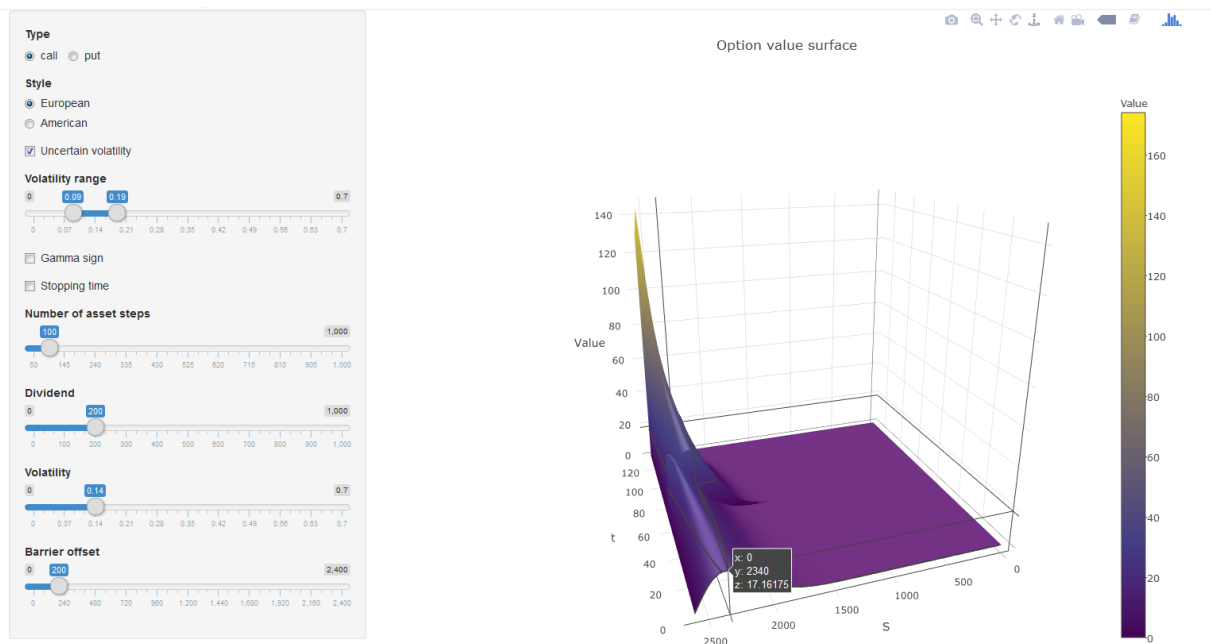 Type
call put
Style
European
American
Uncertain volatility
Volatility range
0 0.09 0.19 0.7
0 0.07 0.14 0.21 0.28 0.35 0.42 0.49 0.56 0.63 0.7
Gamma sign
Stopping time
Number of asset steps
100 1,000
50 145 240 335 430 525 620 715 810 905 1,000
Dividend
0 200 1,000
0 100 200 300 400 500 600 700 800 900 1,000
Volatility
0 0.14 0.7
0 0.07 0.14 0.21 0.28 0.35 0.42 0.49 0.56 0.63 0.7
Barrier offset
0 200 2,400
0 240 480 720 960 1,200 1,440 1,680 1,920 2,160 2,400
Option value surface
Value
160
140
120
100
80
60
40
20
0
Value
140
120
100
80
60
40
20
0
t
120
100
80
60
40
20
0
x: 0
y: 2340
z: 17.16175
S
2500
2000
1500
1000
500
0